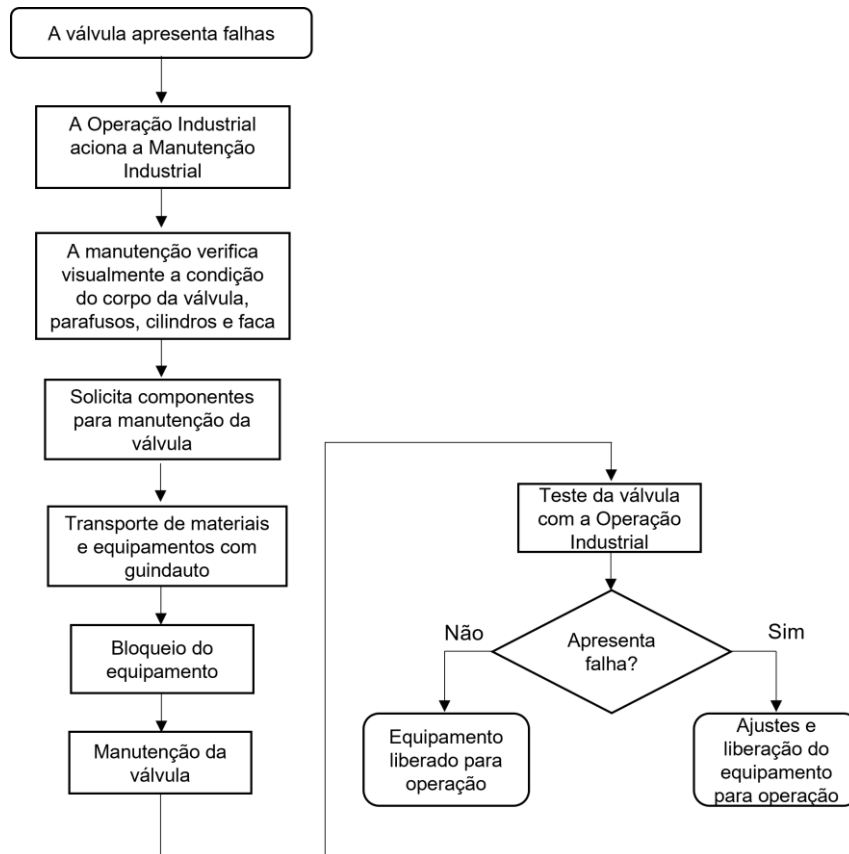 A válvula apresenta falhas
A Operação Industrial
aciona a Manutenção
Industrial
A manutenção verifica
visualmente a condição
do corpo da válvula,
parafusos, cilindros e faca
Solicita componentes
para manutenção da
válvula
Transporte de materiais
e equipamentos com
guindauto
Bloqueio do
equipamento
Manutenção da
válvula
Teste da válvula
com a Operação
Industrial
Apresenta
falha?
Não
Sim
Equipamento
liberado para
operação
Ajustes e
liberação do
equipamento
para operação